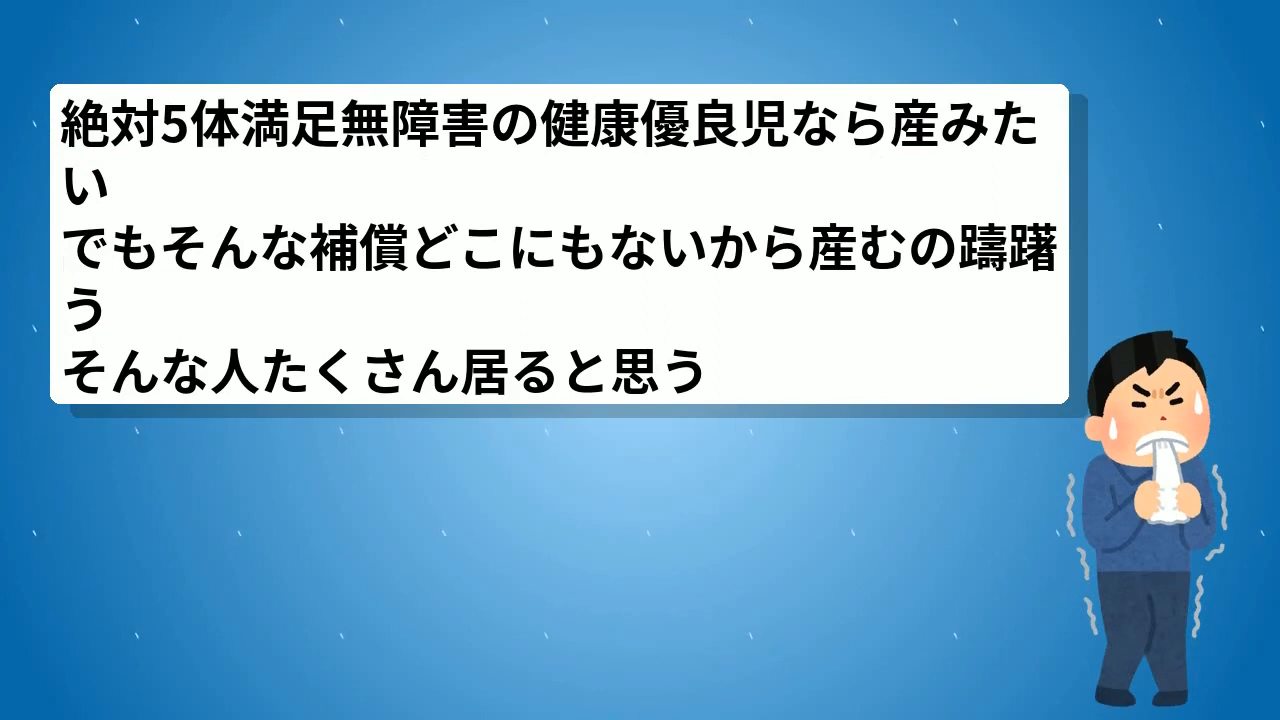 絶対5体満足無障害の健康優良児なら産みた
い
でもそんな補償どこにもないから産むの躊躇
う
そんな人たくさん居ると思う